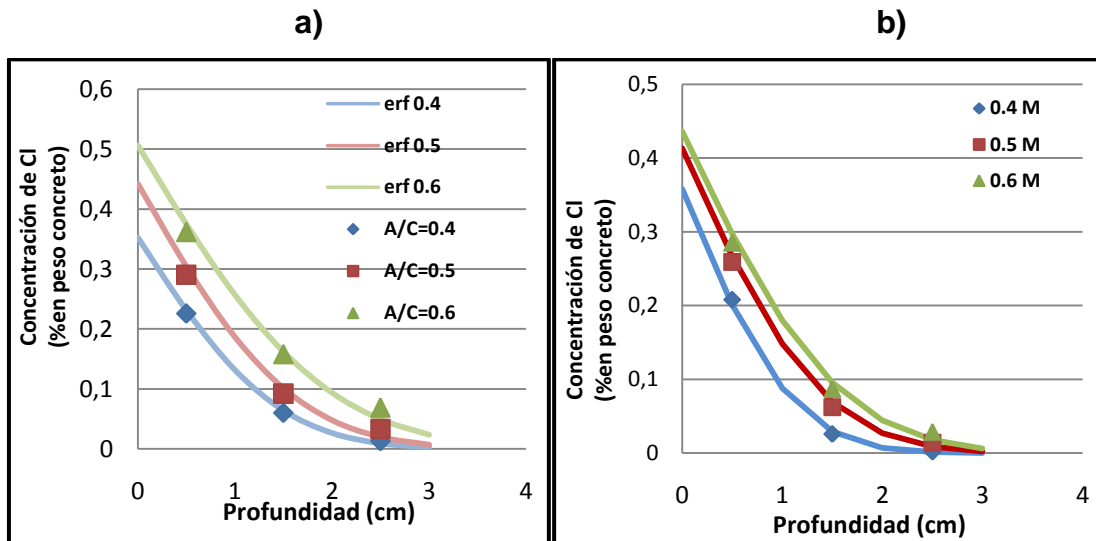 a)
Concentración de Cl
(%en peso concreto)
0,6
0,5
0,4
0,3
0,2
0,1
0
erf 0.4
erf 0.5
erf 0.6
A/C=0.4
A/C=0.5
A/C=0.6
0 1 2 3 4
Profundidad (cm)
b)
Concentración de Cl
(%en peso concreto)
0,5
0,4
0,3
0,2
0,1
0
0.4 M
0.5 M
0.6 M
0 1 2 3 4
Profundidad (cm)